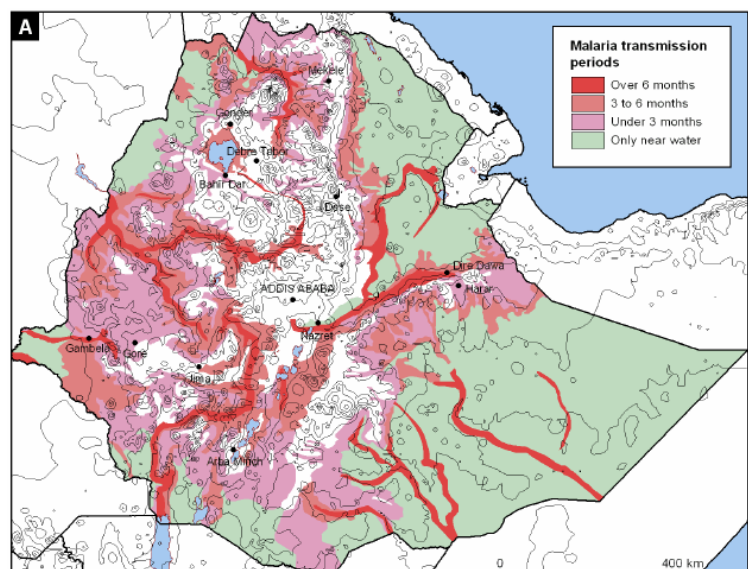 A
Malaria transmission
periods
Over 6 months
3 to 6 months
Under 3 months
Only near water
Mekele
Gonder
Debre Tabor
Bahir Dar
Dese
Dire Dawa
Harar
ADDIS ABABA
Nazret
Gambela
Gore
Jima
Arba Minch
0 400 km